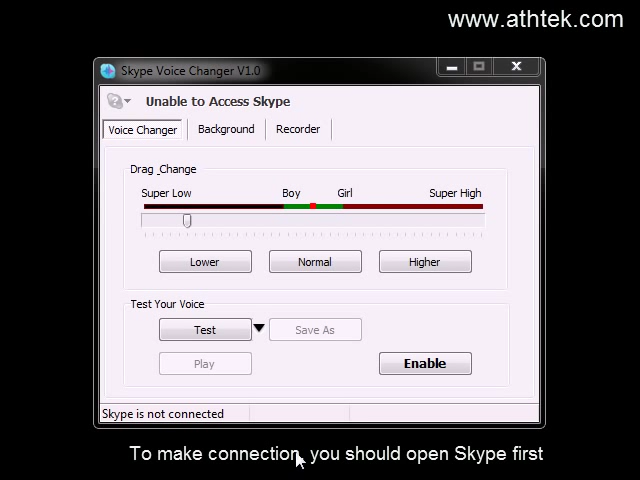 www.athtek.com
Skype Voice Changer V1.0
Unable to Access Skype
Voice Changer Background Recorder
Drag_Change
Super Low Boy Girl Super High
Lower Normal Higher
Test Your Voice
Test Save As
Play Enable
Skype is not connected
To make connection, you should open Skype first